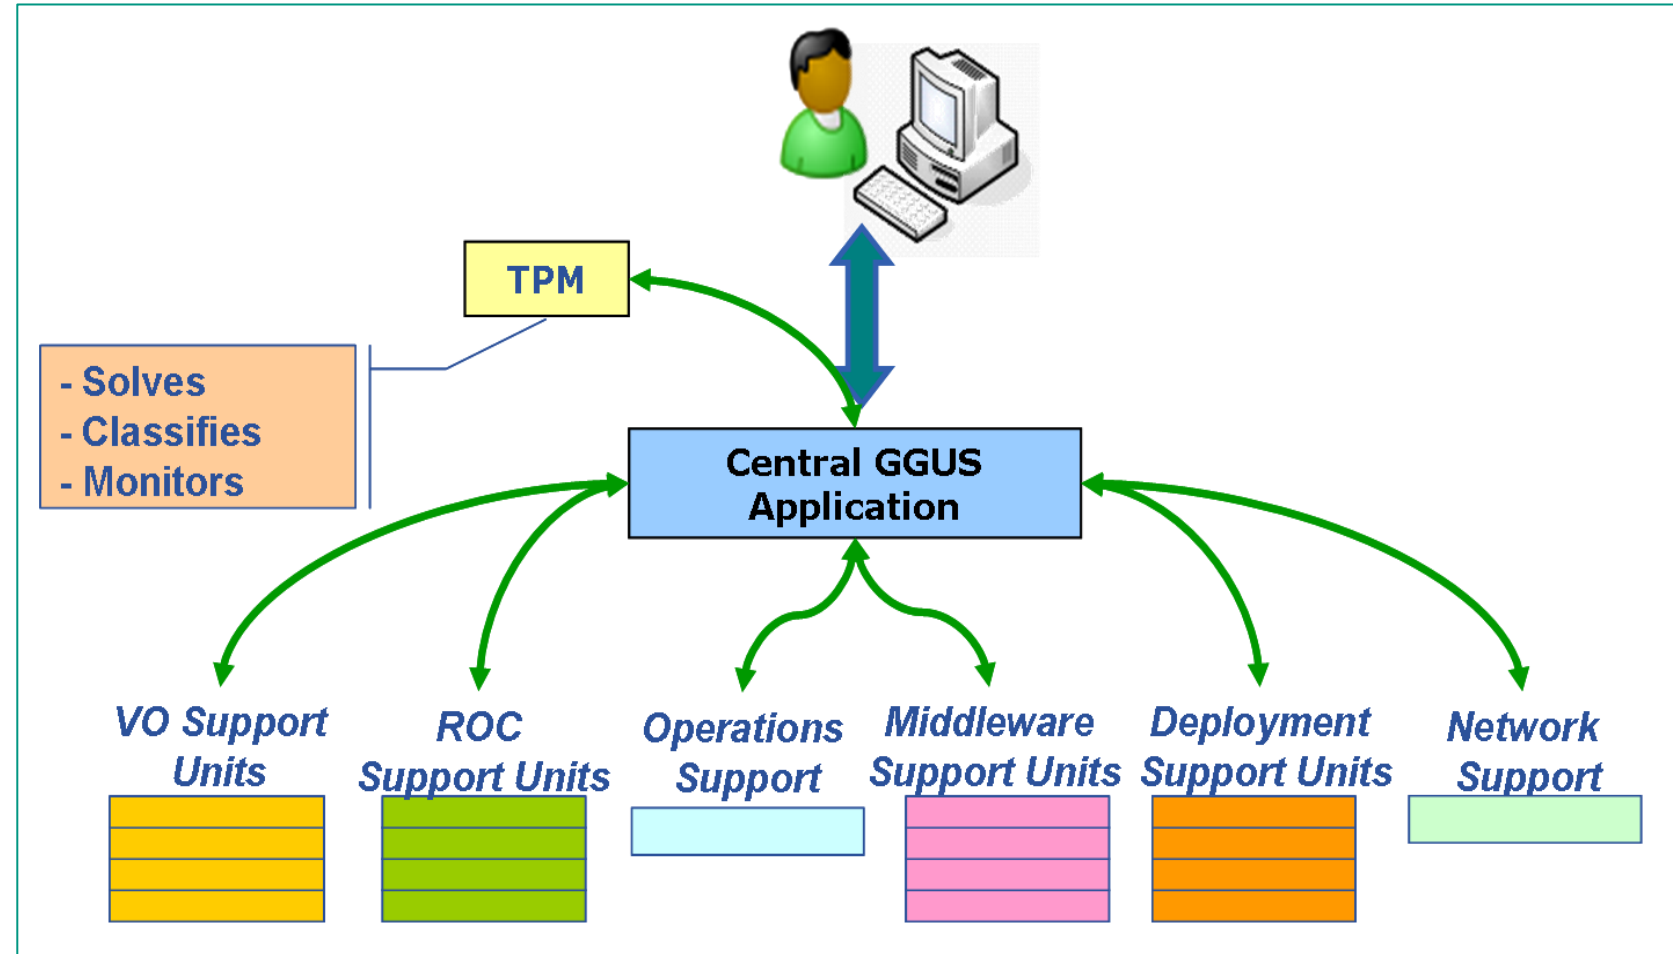 TPM
- Solves
- Classifies
- Monitors
Central GGUS
Application
VO Support
Units
ROC
Support Units
Operations
Support
Middleware
Support Units
Deployment
Support Units
Network
Support